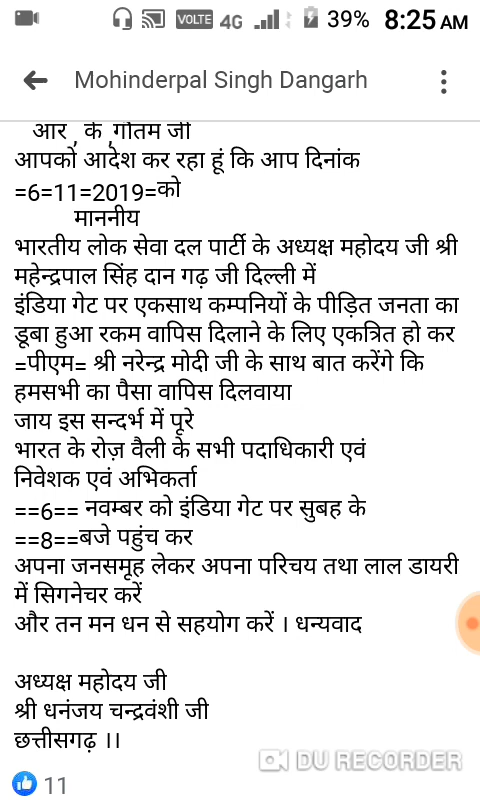 VOLTE 4G 39% 8:25 AM
Mohinderpal Singh Dangarh
आर , के ,गौतम जी
आपको आदेश कर रहा हूं कि आप दिनांक
=6=11=2019=को
माननीय
भारतीय लोक सेवा दल पार्टी के अध्यक्ष महोदय जी श्री
महेन्द्रपाल सिंह दान गढ़ जी दिल्ली में
इंडिया गेट पर एकसाथ कम्पनियों के पीड़ित जनता का
डूबा हुआ रकम वापिस दिलाने के लिए एकत्रित हो कर
=पीएम= श्री नरेन्द्र मोदी जी के साथ बात करेंगे कि
हमसभी का पैसा वापिस दिलवाया
जाय इस सन्दर्भ में पूरे
भारत के रोज़ वैली के सभी पदाधिकारी एवं
निवेशक एवं अभिकर्ता
==6== नवम्बर को इंडिया गेट पर सुबह के
==8==बजे पहुंच कर
अपना जनसमूह लेकर अपना परिचय तथा लाल डायरी
में सिगनेचर करें
और तन मन धन से सहयोग करें । धन्यवाद
अध्यक्ष महोदय जी
श्री धनंजय चन्द्रवंशी जी
छत्तीसगढ़ ।।
DU RECORDER
11